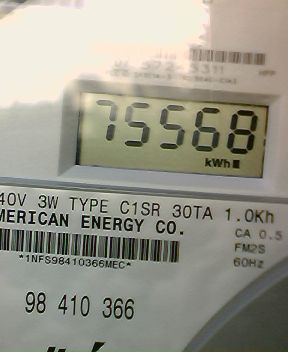 75568
kWh
40V 3W TYPE C1SR 30TA 1.0Kh
MERICAN ENERGY CO.
CA 0.5
FM2S
*1NFS98410366MEC*
60Hz
98 410 366